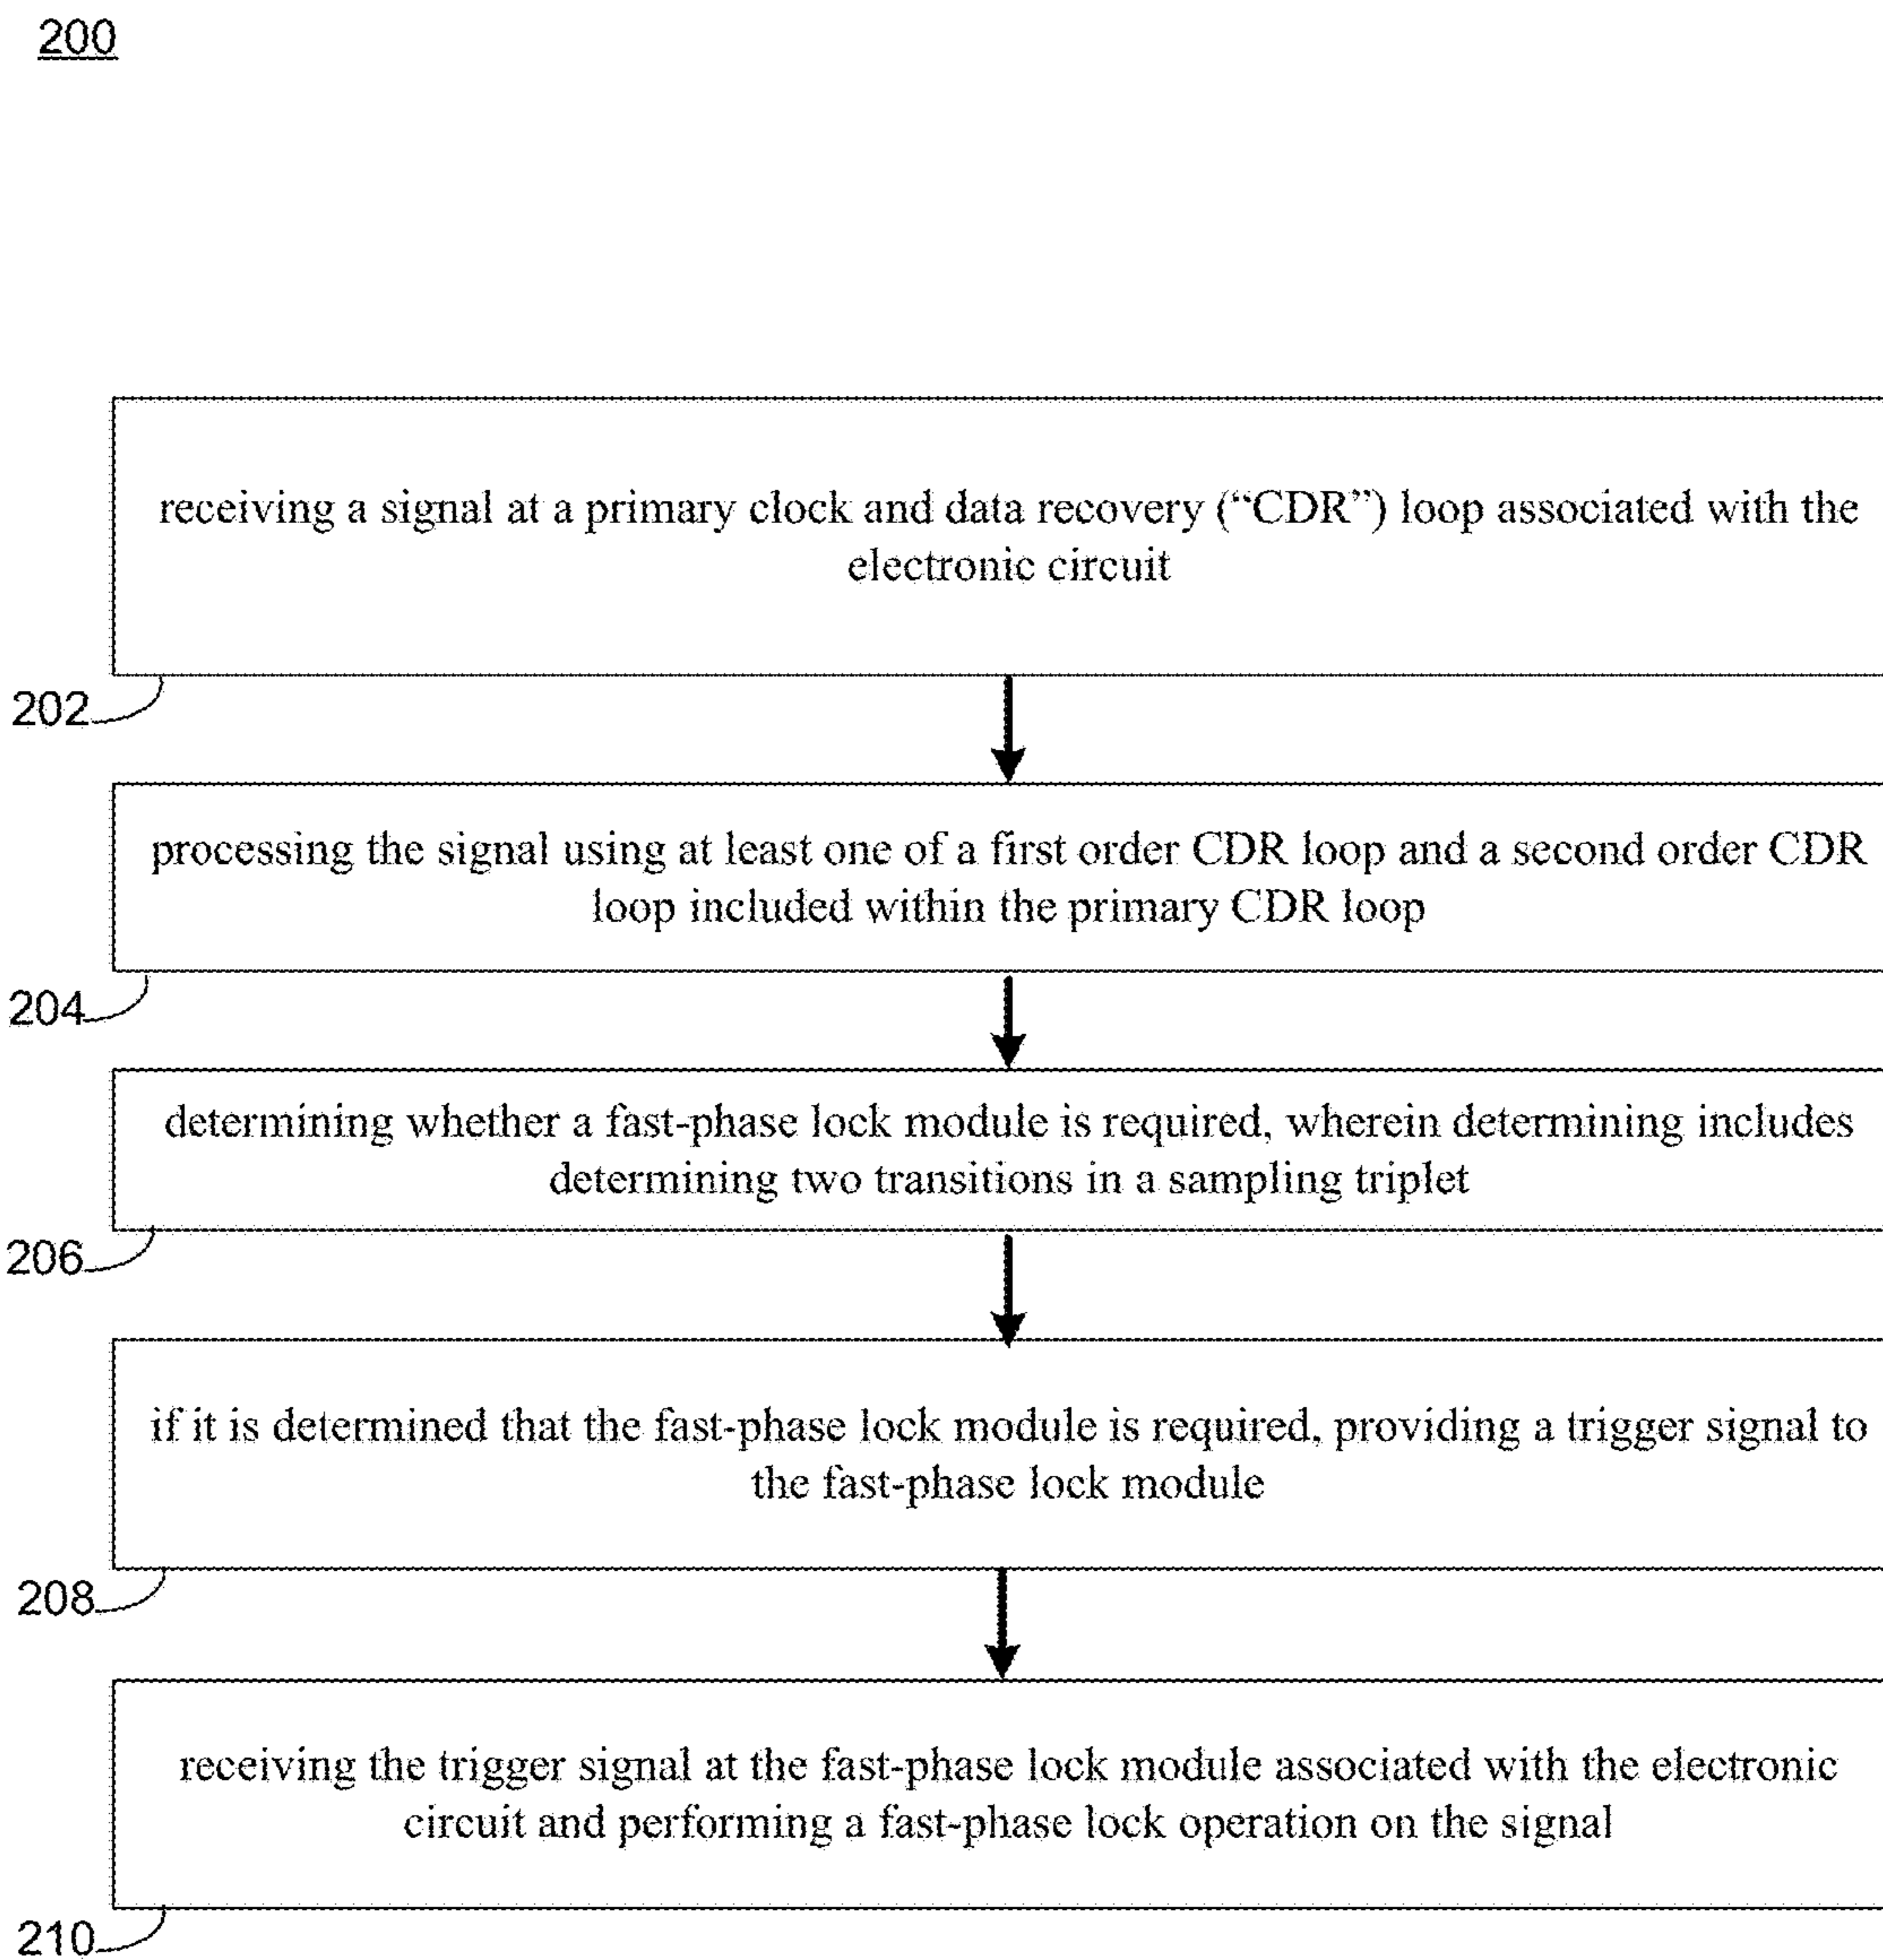 200
receiving a signal at a primary clock and data recovery (“CDR”) loop associated with the
electronic circuit
202
processing the signal using at least one of a first order CDR loop and a second order CDR
loop included within the primary CDR loop
204
determining whether a fast-phase lock module is required, wherein determining includes
determining two transitions in a sampling triplet
206
if it is determined that the fast-phase lock module is required, providing a trigger signal to
the fast-phase lock module
208
receiving the trigger signal at the fast-phase lock module associated with the electronic
circuit and performing a fast-phase lock operation on the signal
210